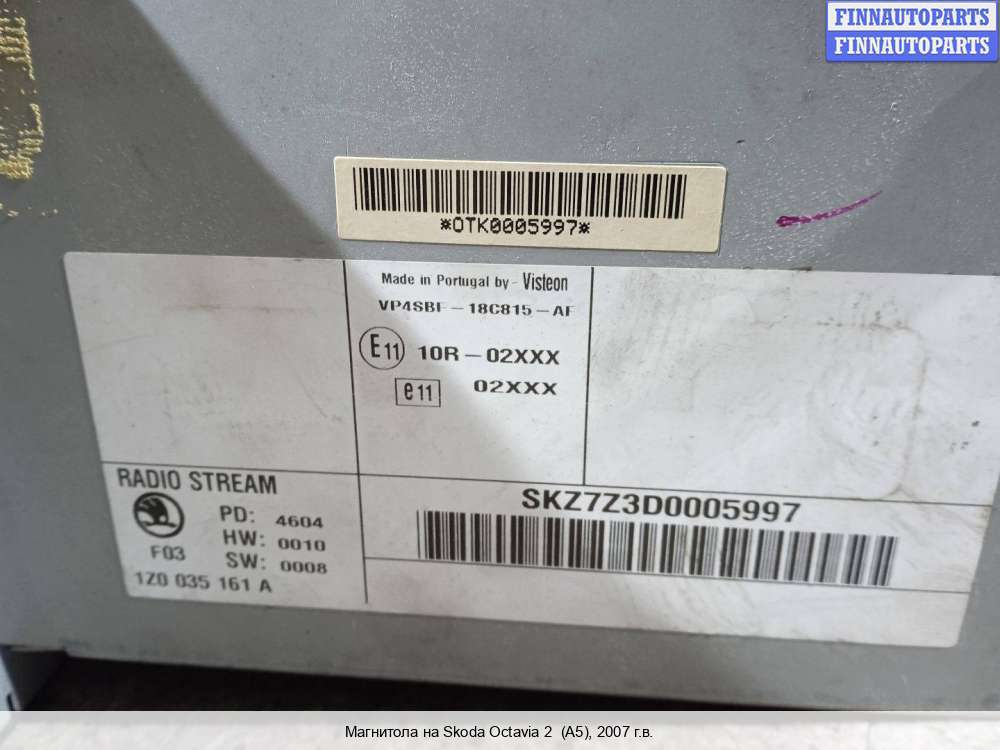 FINNAUTOPARTS
FINNAUTOPARTS
*OTK0005997*
Made in Portugal by - Visteon
VP4SBF-18C815-AF
E11 10R-02XXX
e11 02XXX
RADIO STREAM
PD: 4604
HW: 0010
F03
SW: 0008
1Z0 035 161 A
SKZ7Z3D0005997
Магнитола на Skoda Octavia 2 (A5), 2007 г.в.